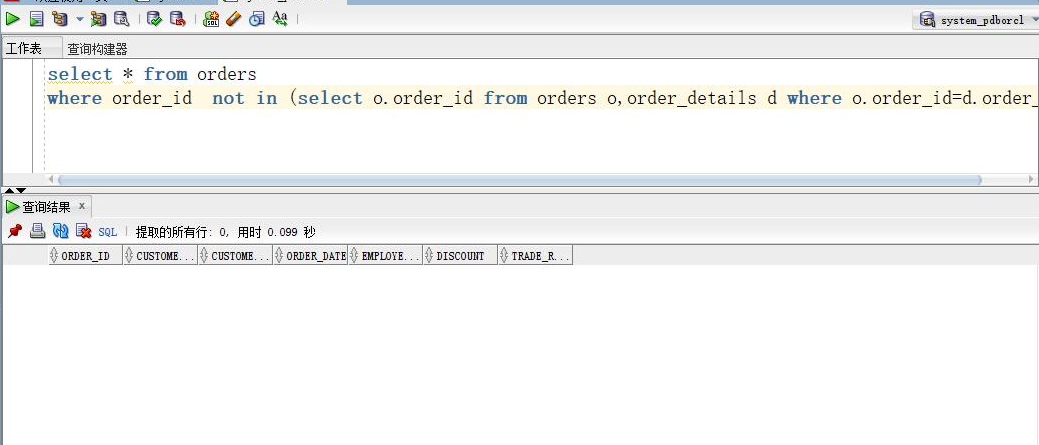 system_pdborcl
工作表
查询构建器
select * from orders
where order_id not in (select o.order_id from orders o,order_details d where o.order_id=d.order_
查询结果 x
SQL | 提取的所有行: 0, 用时 0.099 秒
ORDER_ID CUSTOME... CUSTOME... ORDER_DATE EMPLOYE... DISCOUNT TRADE_R...